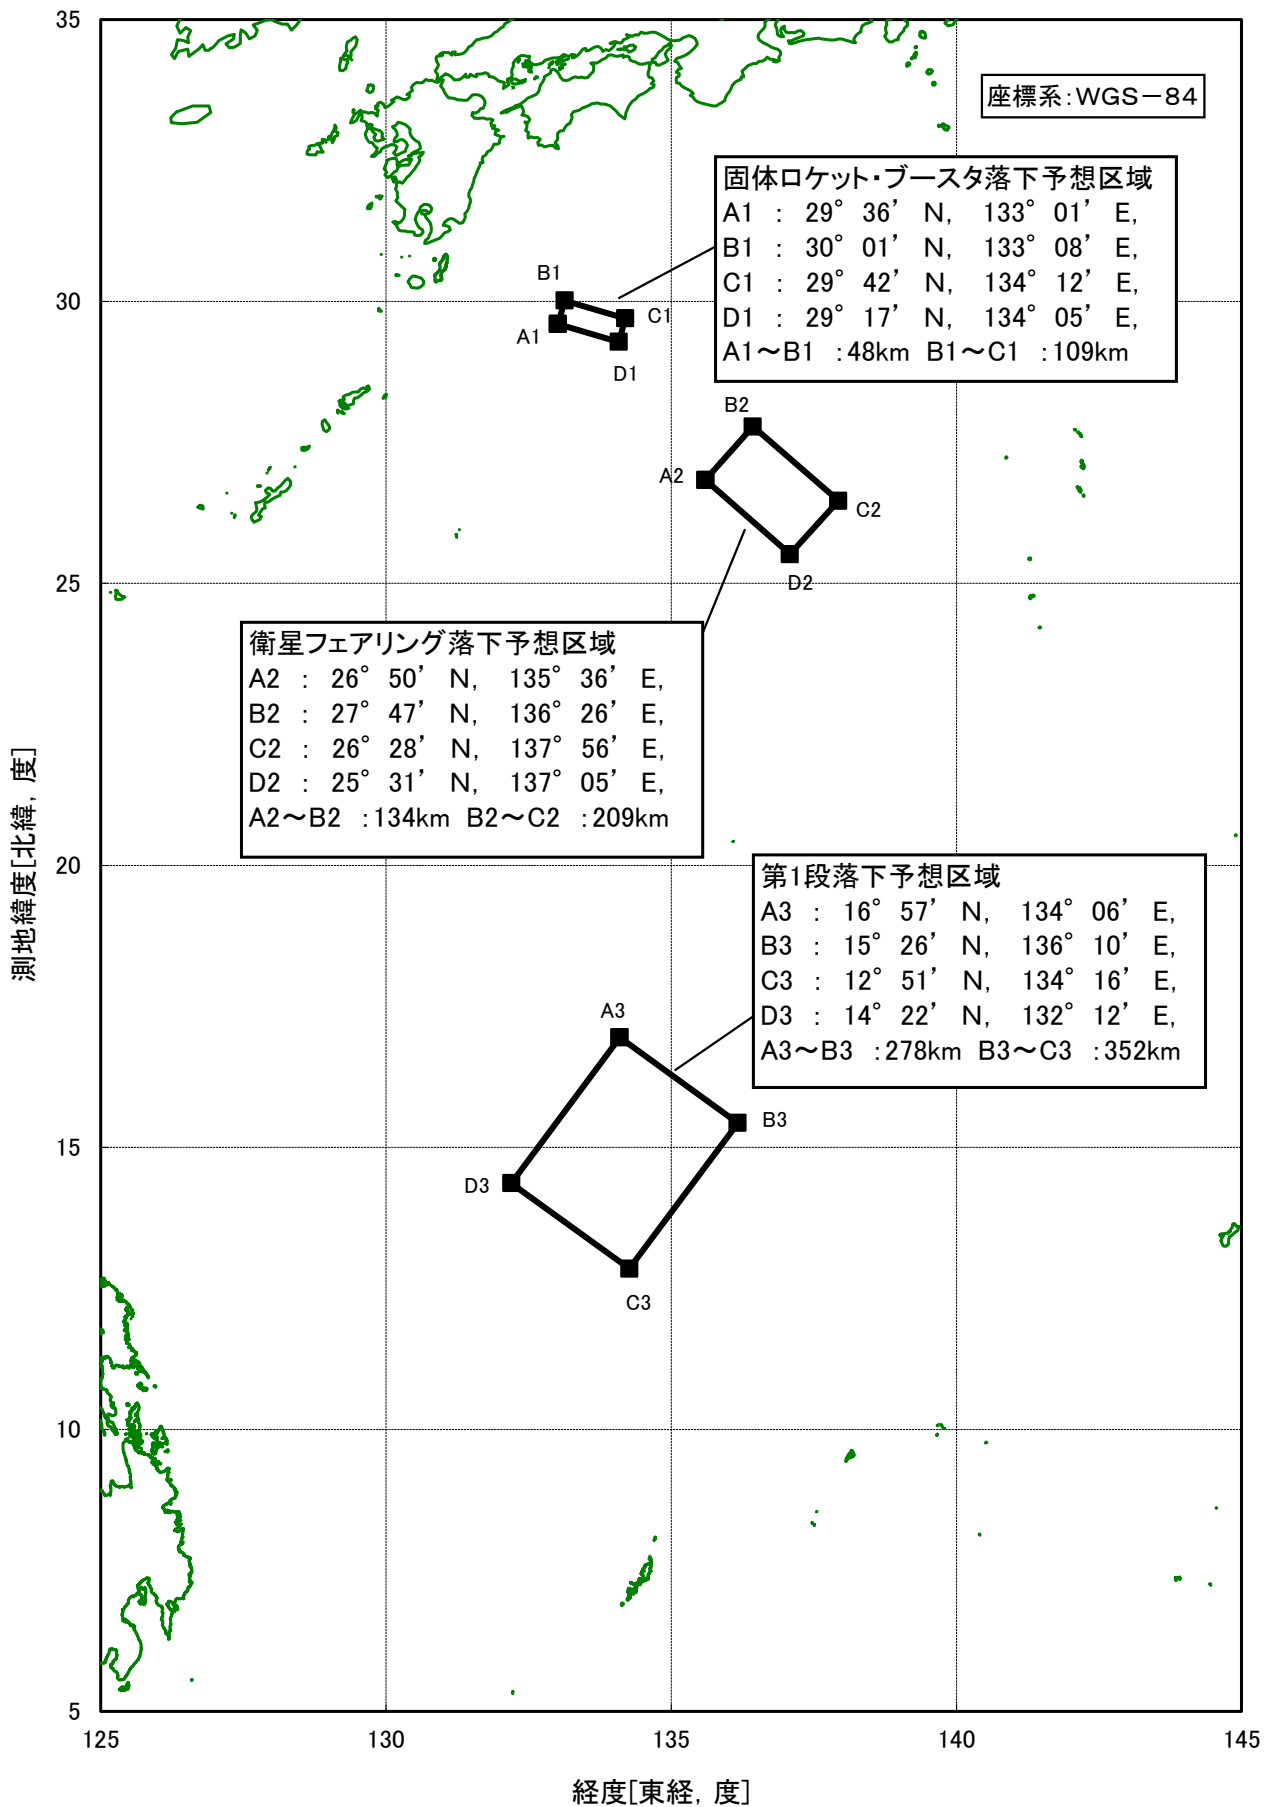 35
座標系:WGS-84
固体ロケット・ブースタ落下予想区域
A1 : 29° 36’ N, 133° 01’ E,
B1 : 30° 01’ N, 133° 08’ E,
C1 : 29° 42’ N, 134° 12’ E,
D1 : 29° 17’ N, 134° 05’ E,
A1~B1 :48km B1~C1 :109km
B1
30
C1
A1
D1
B2
A2
C2
D2
25
衛星フェアリング落下予想区域
A2 : 26° 50’ N, 135° 36’ E,
B2 : 27° 47’ N, 136° 26’ E,
C2 : 26° 28’ N, 137° 56’ E,
D2 : 25° 31’ N, 137° 05’ E,
A2~B2 :134km B2~C2 :209km
測地緯度[北緯, 度]
20
第1段落下予想区域
A3 : 16° 57’ N, 134° 06’ E,
B3 : 15° 26’ N, 136° 10’ E,
C3 : 12° 51’ N, 134° 16’ E,
D3 : 14° 22’ N, 132° 12’ E,
A3~B3 :278km B3~C3 :352km
A3
B3
15
D3
C3
10
5
125 130 135 140 145
経度[東経, 度]